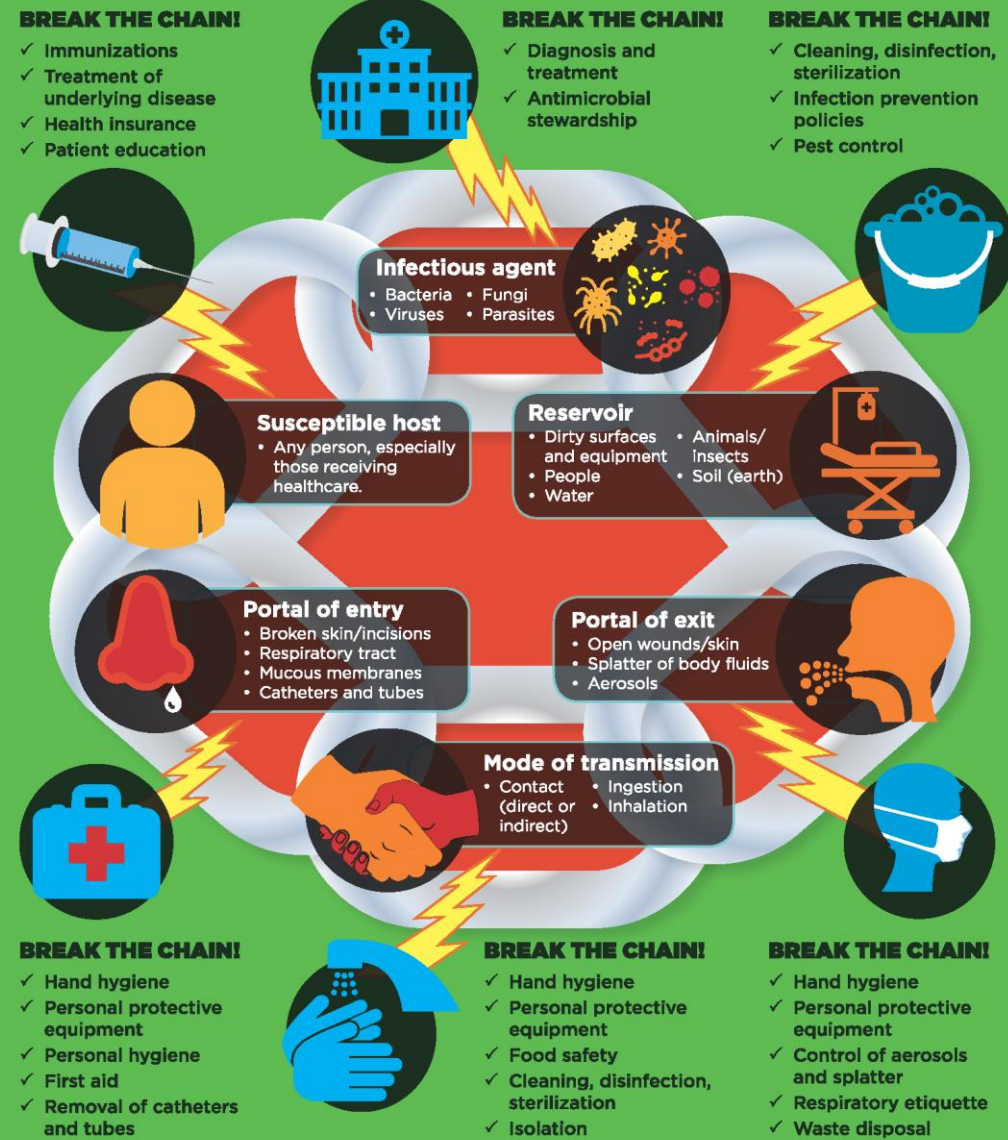 BREAK THE CHAIN!
✓ Immunizations
✓ Treatment of
underlying disease
✓ Health insurance
✓ Patient education
BREAK THE CHAIN!
✓ Diagnosis and
treatment
✓ Antimicrobial
stewardship
BREAK THE CHAIN!
✓ Cleaning, disinfection,
sterilization
✓ Infection prevention
policies
✓ Pest control
Infectious agent
• Bacteria • Fungi
• Viruses • Parasites
Susceptible host
• Any person, especially
those receiving
healthcare.
Reservoir
• Dirty surfaces
and equipment
• People
• Water
• Animals/
insects
• Soil (earth)
Portal of entry
• Broken skin/incisions
• Respiratory tract
• Mucous membranes
• Catheters and tubes
Portal of exit
• Open wounds/skin
• Splatter of body fluids
• Aerosols
Mode of transmission
• Contact
(direct or
indirect)
• Ingestion
• Inhalation
BREAK THE CHAIN!
✓ Hand hygiene
✓ Personal protective
equipment
✓ Personal hygiene
✓ First aid
✓ Removal of catheters
and tubes
BREAK THE CHAIN!
✓ Hand hygiene
✓ Personal protective
equipment
✓ Food safety
✓ Cleaning, disinfection,
sterilization
✓ Isolation
BREAK THE CHAIN!
✓ Hand hygiene
✓ Personal protective
equipment
✓ Control of aerosols
and splatter
✓ Respiratory etiquette
✓ Waste disposal